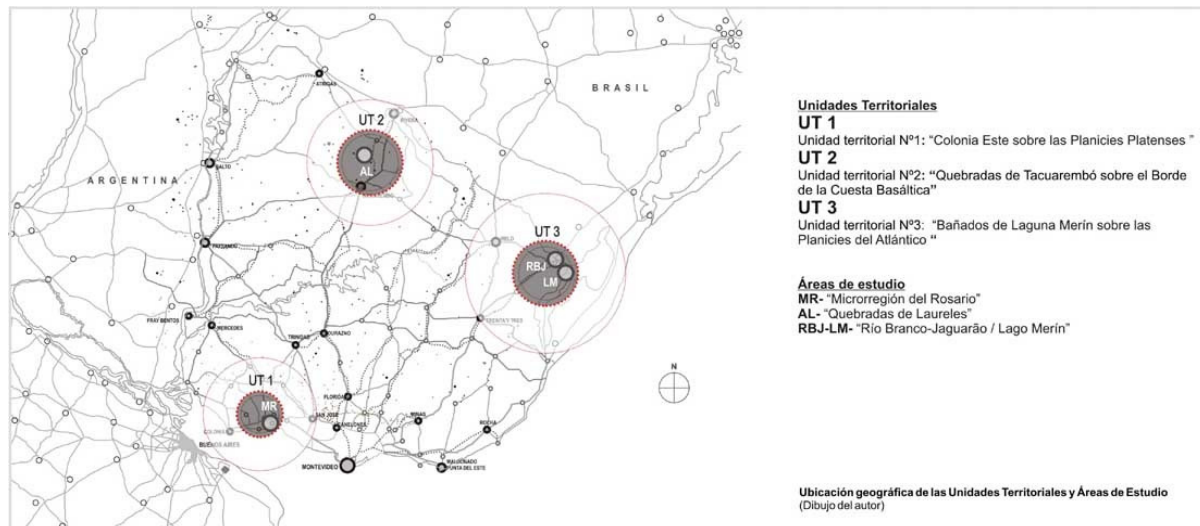 ARTIGAS
BRASIL
RIVERA
UT 2
AL
SALTO
ARGENTINA
UT 3
MELO
RBJ
LM
PAYSANDU
FRAY BENTOS
MERCEDES
TRINIDAD
DURAZNO
TREINTA Y TRES
UT 1
MR
FLORIDA
SAN JOSE
CANELONES
MINAS
ROCHA
COLONIA
BUENOS AIRES
MONTEVIDEO
MALDONADO
PUNTA DEL ESTE
N
Unidades Territoriales
UT 1
Unidad territorial Nº1: “Colonia Este sobre las Planicies Platenses ”
UT 2
Unidad territorial Nº2: “Quebradas de Tacuarembó sobre el Borde
de la Cuesta Basáltica”
UT 3
Unidad territorial Nº3: “Bañados de Laguna Merín sobre las
Planicies del Atlántico “
Áreas de estudio
MR- “Microrregión del Rosario”
AL- “Quebradas de Laureles”
RBJ-LM- “Río Branco-Jaguarão / Lago Merín”
Ubicación geográfica de las Unidades Territoriales y Áreas de Estudio
(Dibujo del autor)